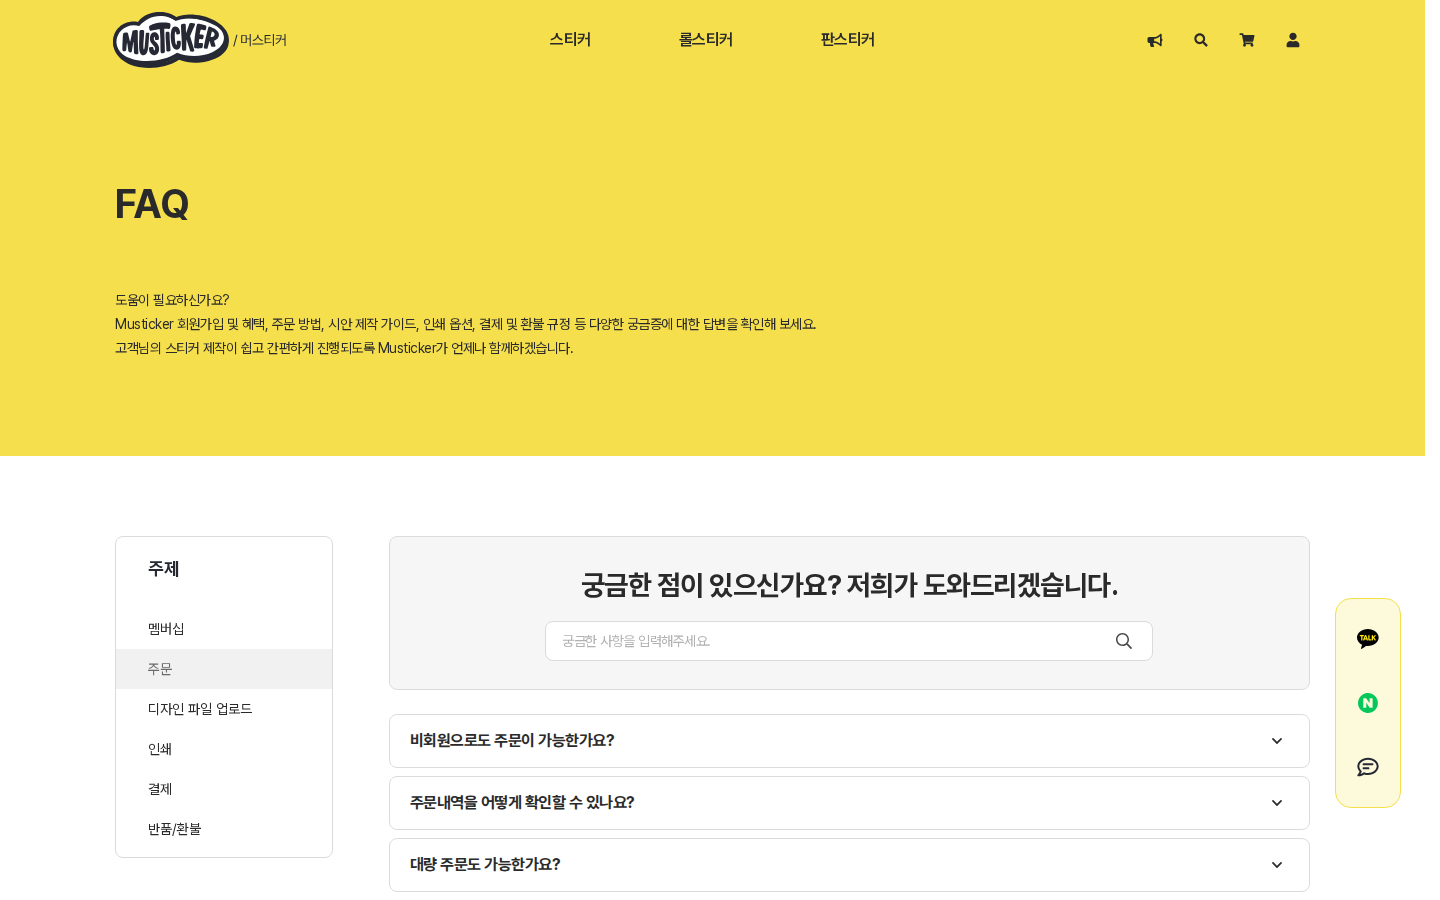 MUSTICKER
/ 머스티커
스티커
롤스티커
판스티커
FAQ
도움이 필요하신가요?
Musticker 회원가입 및 혜택, 주문 방법, 시안 제작 가이드, 인쇄 옵션, 결제 및 환불 규정 등 다양한 궁금증에 대한 답변을 확인해 보세요.
고객님의 스티커 제작이 쉽고 간편하게 진행되도록 Musticker가 언제나 함께하겠습니다.
주제
멤버십
주문
디자인 파일 업로드
인쇄
결제
반품/환불
궁금한 점이 있으신가요? 저희가 도와드리겠습니다.
궁금한 사항을 입력해주세요.
비회원으로도 주문이 가능한가요?
주문내역을 어떻게 확인할 수 있나요?
대량 주문도 가능한가요?
TALK
N